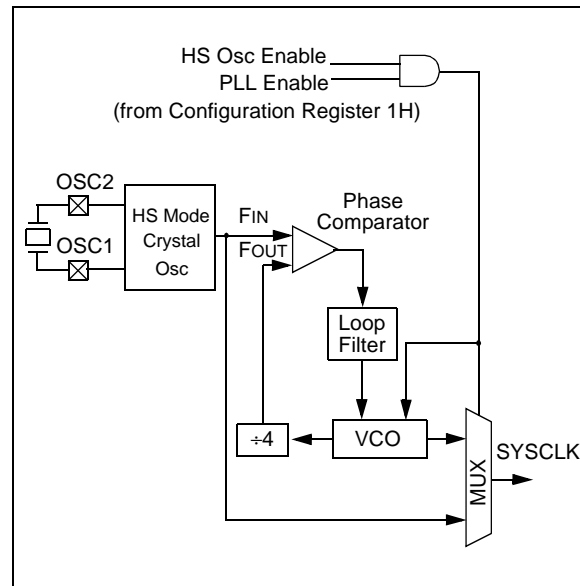 HS Osc Enable
PLL Enable
(from Configuration Register 1H)
OSC2
OSC1
HS Mode
Crystal
Osc
FIN
FOUT
Phase
Comparator
Loop
Filter
÷4
VCO
MUX
SYSCLK